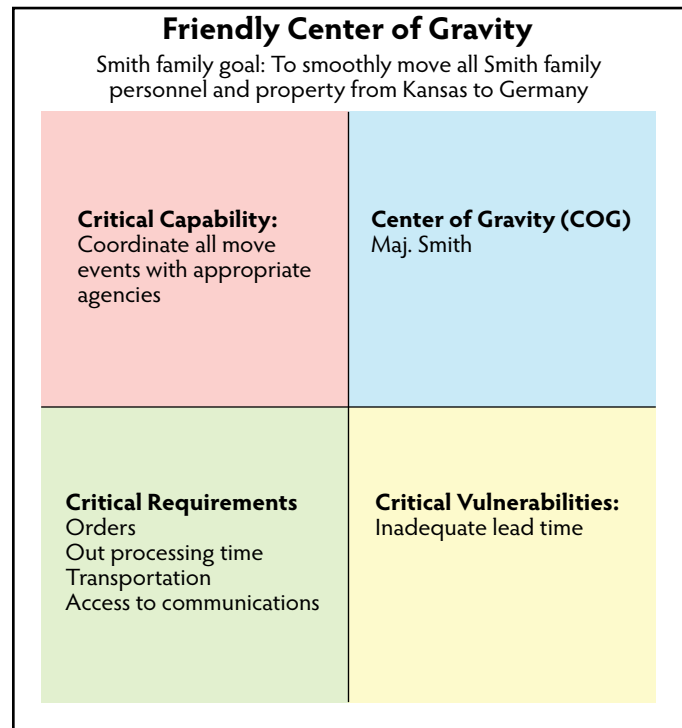 Friendly Center of Gravity
Smith family goal: To smoothly move all Smith family
personnel and property from Kansas to Germany
Critical Capability:
Coordinate all move
events with appropriate
agencies
Center of Gravity (COG)
Maj. Smith
Critical Requirements
Orders
Out processing time
Transportation
Access to communications
Critical Vulnerabilities:
Inadequate lead time